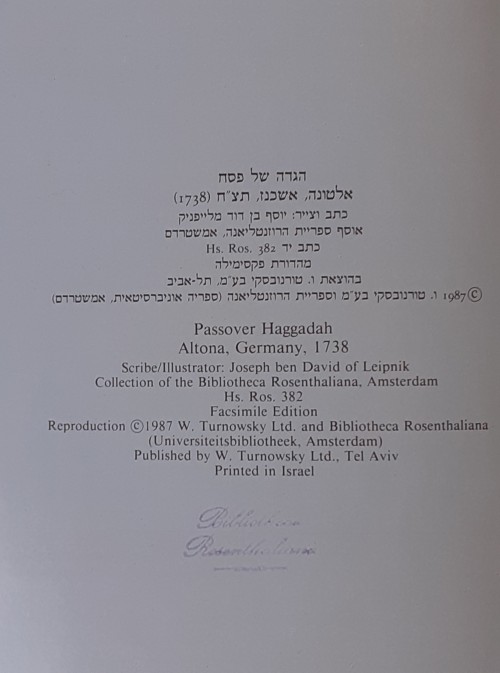 הגדה של פסח
אלטונה, אשכנז, תצ״ח (1738)
כתב וצייר: יוסף בן דוד מלייפניק
אוסף ספריית הרוזנטליאנה, אמשטרדם
כתב יד Hs. Ros. 382
מהדורת פקסימילה
בהוצאת ו. טורנובסקי בע״מ, תל-אביב
©1987 ו. טורנובסקי בע״מ וספריית הרוזנטליאנה (ספריה אוניברסיטאית, אמשטרדם)
Passover Haggadah
Altona, Germany, 1738
Scribe/Illustrator: Joseph ben David of Leipnik
Collection of the Bibliotheca Rosenthaliana, Amsterdam
Hs. Ros. 382
Facsimile Edition
Reproduction ©1987 W. Turnowsky Ltd. and Bibliotheca Rosenthaliana
(Universiteitsbibliotheek, Amsterdam)
Published by W. Turnowsky Ltd., Tel Aviv
Printed in Israel
Bibliotheca
Rosenthaliana